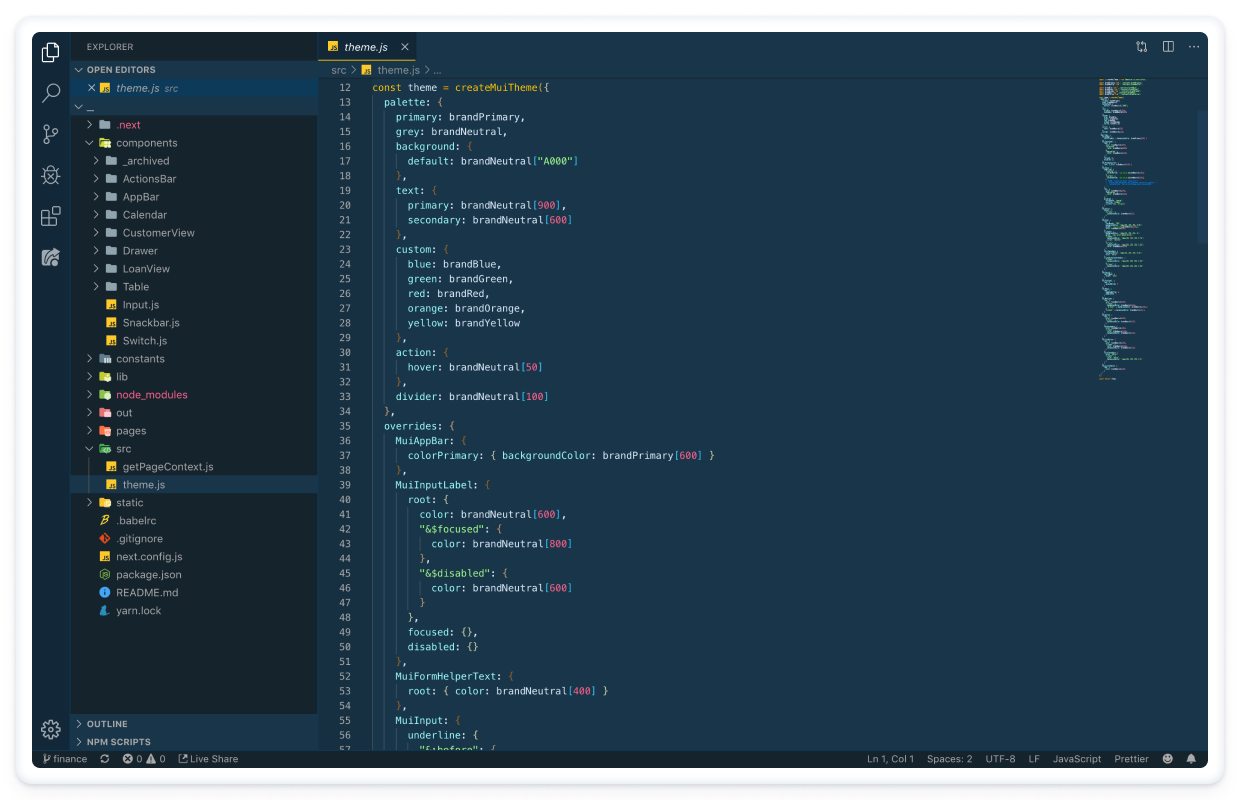 EXPLORER
OPEN EDITORS
theme.js src
_
.next
components
_archived
ActionsBar
AppBar
Calendar
CustomerView
Drawer
LoanView
Table
Input.js
Snackbar.js
Switch.js
constants
lib
node_modules
out
pages
src
getPageContext.js
theme.js
static
.babelrc
.gitignore
next.config.js
package.json
README.md
yarn.lock
OUTLINE
NPM SCRIPTS
theme.js
src > theme.js > ...
12 const theme = createMuiTheme({
13 palette: {
14 primary: brandPrimary,
15 grey: brandNeutral,
16 background: {
17 default: brandNeutral["A000"]
18 },
19 text: {
20 primary: brandNeutral[900],
21 secondary: brandNeutral[600]
22 },
23 custom: {
24 blue: brandBlue,
25 green: brandGreen,
26 red: brandRed,
27 orange: brandOrange,
28 yellow: brandYellow
29 },
30 action: {
31 hover: brandNeutral[50]
32 },
33 divider: brandNeutral[100]
34 },
35 overrides: {
36 MuiAppBar: {
37 colorPrimary: { backgroundColor: brandPrimary[600] }
38 },
39 MuiInputLabel: {
40 root: {
41 color: brandNeutral[600],
42 "&$focused": {
43 color: brandNeutral[800]
44 },
45 "&$disabled": {
46 color: brandNeutral[600]
47 }
48 },
49 focused: {},
50 disabled: {}
51 },
52 MuiFormHelperText: {
53 root: { color: brandNeutral[400] }
54 },
55 MuiInput: {
56 underline: {
57 "&:before": {
finance 0 0 Live Share
Ln 1, Col 1 Spaces: 2 UTF-8 LF JavaScript Prettier